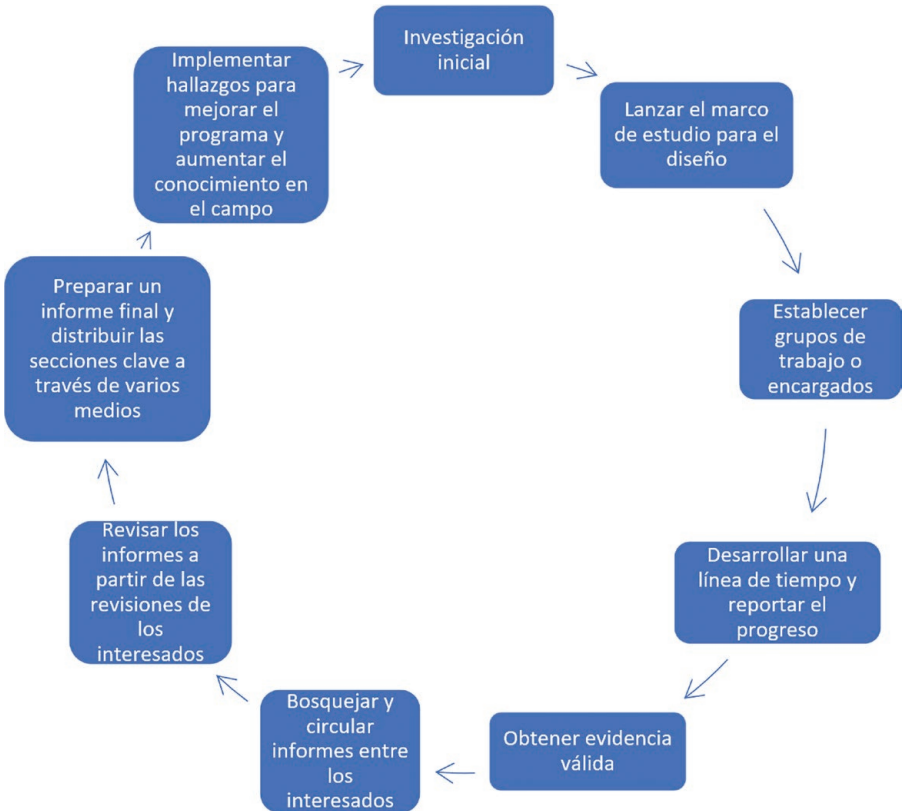 Investigación
inicial
Lanzar el marco
de estudio para el
diseño
Establecer
grupos de
trabajo o
encargados
Desarrollar una
línea de tiempo y
reportar el
progreso
Obtener evidencia
válida
Bosquejar y
circular
informes entre
los
interesados
Revisar los
informes a
partir de las
revisiones de
los
interesados
Preparar un
informe final y
distribuir las
secciones clave a
través de varios
medios
Implementar
hallazgos para
mejorar el
programa y
aumentar el
conocimiento en
el campo